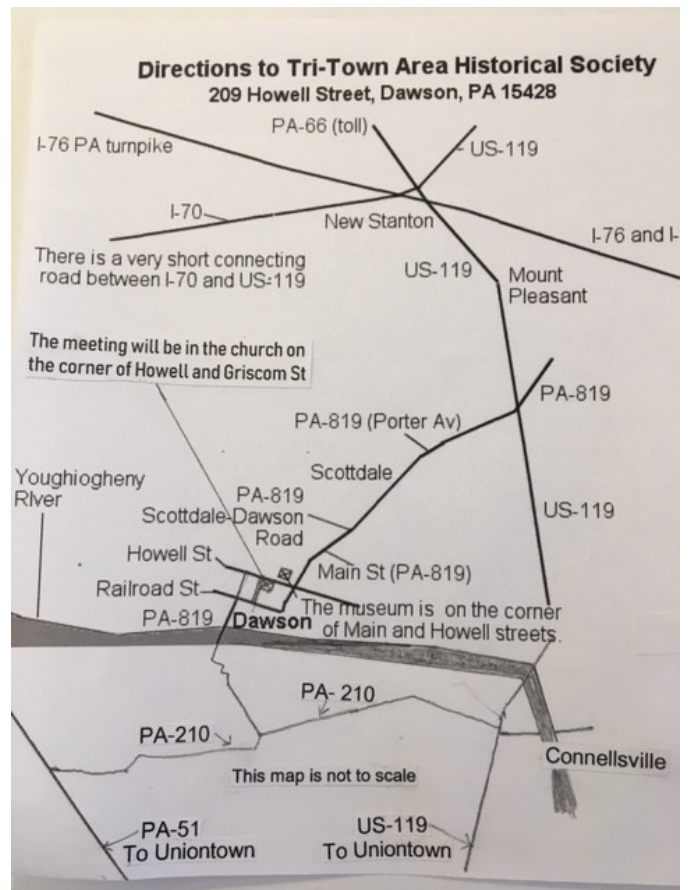 Directions to Tri-Town Area Historical Society
209 Howell Street, Dawson, PA 15428
PA-66 (toll)
I-76 PA turnpike
US-119
I-70
New Stanton
I-76 and I-
There is a very short connecting
road between I-70 and US-119
US-119
Mount
Pleasant
The meeting will be in the church on
the corner of Howell and Griscom St
PA-819
PA-819 (Porter Av)
Scottdale
Youghiogheny
River
PA-819
Scottdale-Dawson
Road
US-119
Howell St
Main St (PA-819)
Railroad St
The museum is on the corner
of Main and Howell streets.
PA-819
Dawson
PA- 210
PA-210
Connellsville
This map is not to scale
PA-51
To Uniontown
US-119
To Uniontown